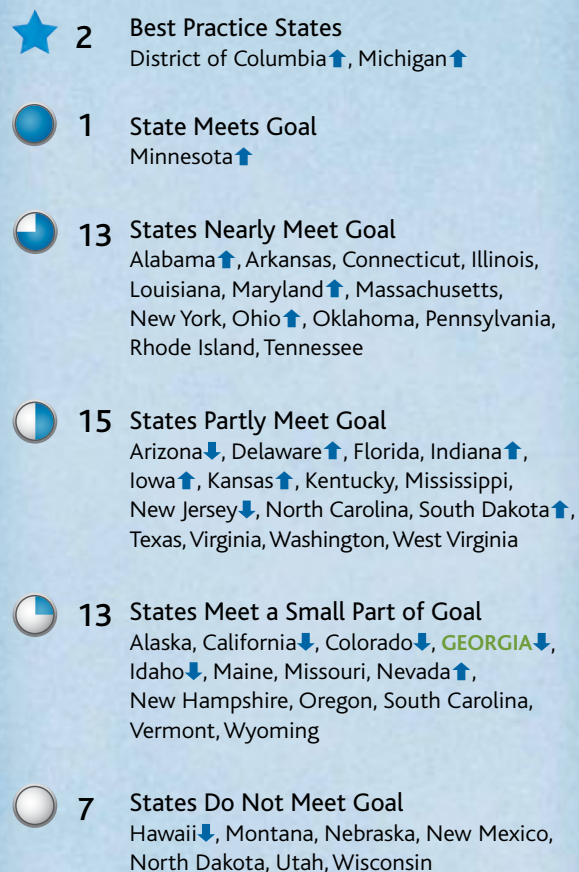 2 Best Practice States
District of Columbia⬆, Michigan⬆
1 State Meets Goal
Minnesota⬆
13 States Nearly Meet Goal
Alabama⬆, Arkansas, Connecticut, Illinois,
Louisiana, Maryland⬆, Massachusetts,
New York, Ohio⬆, Oklahoma, Pennsylvania,
Rhode Island, Tennessee
15 States Partly Meet Goal
Arizona⬇, Delaware⬆, Florida, Indiana⬆,
Iowa⬆, Kansas⬆, Kentucky, Mississippi,
New Jersey⬇, North Carolina, South Dakota⬆,
Texas, Virginia, Washington, West Virginia
13 States Meet a Small Part of Goal
Alaska, California⬇, Colorado⬇, GEORGIA⬇,
Idaho⬇, Maine, Missouri, Nevada⬆,
New Hampshire, Oregon, South Carolina,
Vermont, Wyoming
7 States Do Not Meet Goal
Hawaii⬇, Montana, Nebraska, New Mexico,
North Dakota, Utah, Wisconsin